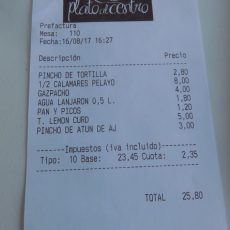 plato del centro
Prefactura
Mesa: 110
Fecha:16/08/17 16:27
Descripción Precio
PINCHO DE TORTILLA 2,80
1/2 CALAMARES PELAYO 8,00
GAZPACHO 4,00
AGUA LANJARON 0,5 L. 1,80
PAN Y PICOS 1,20
T. LEMON CURD 5,00
PINCHO DE ATUN DE AJ 3,00
-------Impuestos (iva incluido)-------
Tipo: 10 Base: 23,45 Cuota: 2,35
TOTAL 25,80